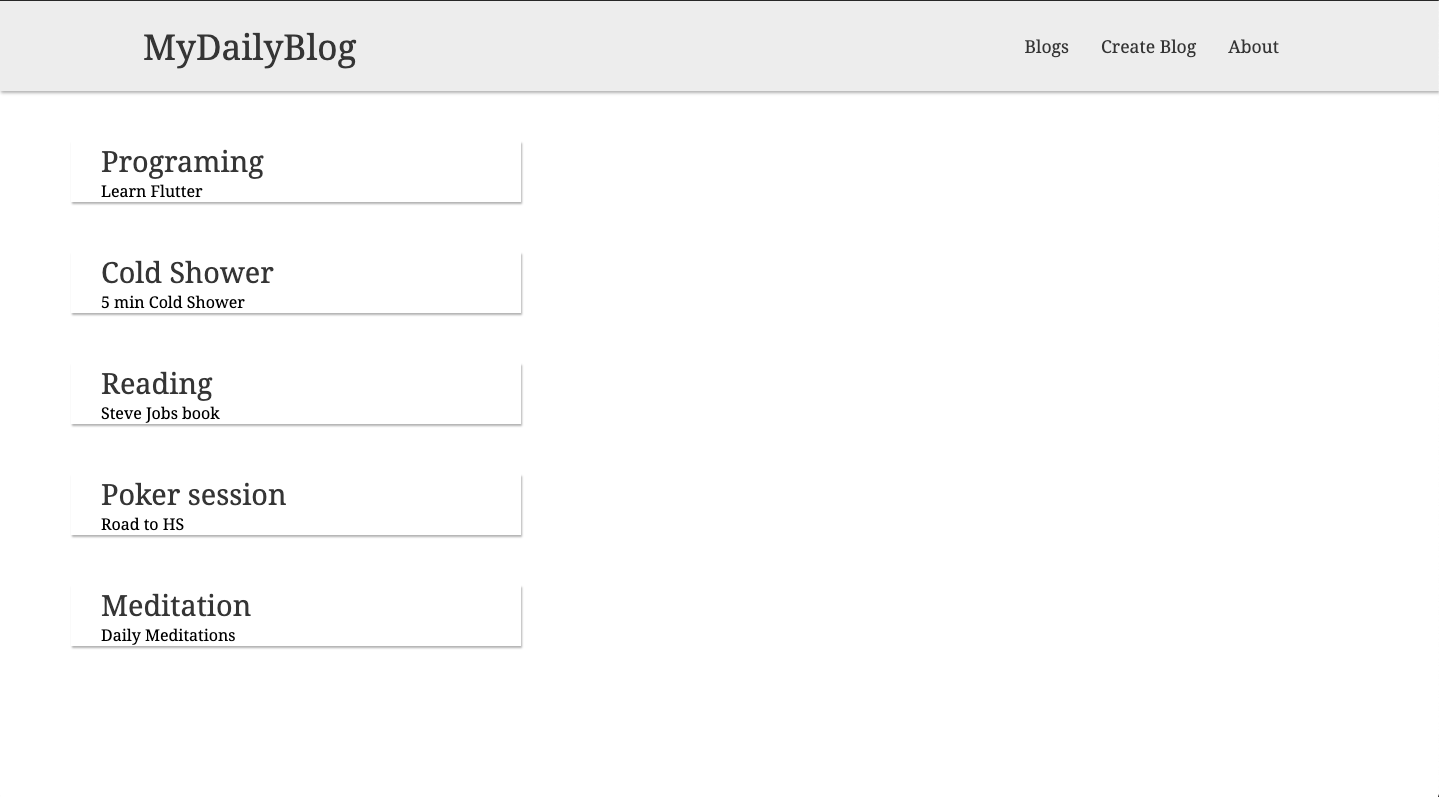 MyDailyBlog
Blogs Create Blog About
Programing
Learn Flutter
Cold Shower
5 min Cold Shower
Reading
Steve Jobs book
Poker session
Road to HS
Meditation
Daily Meditations